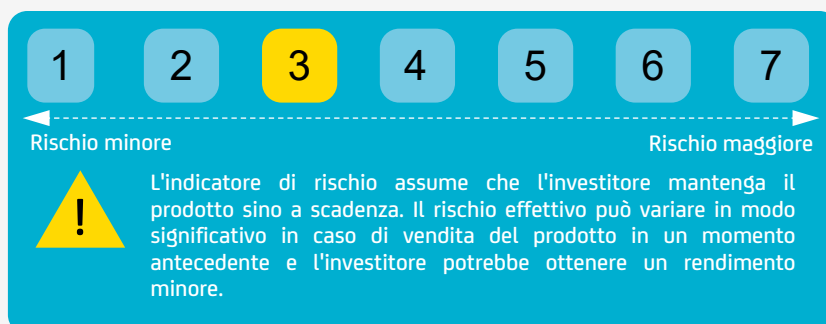 1 2 3 4 5 6 7
Rischio minore Rischio maggiore
! L'indicatore di rischio assume che l'investitore mantenga il
prodotto sino a scadenza. Il rischio effettivo può variare in modo
significativo in caso di vendita del prodotto in un momento
antecedente e l'investitore potrebbe ottenere un rendimento
minore.